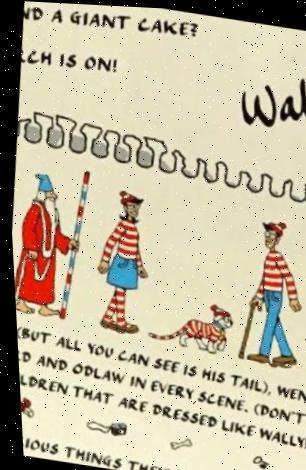 ND A GIANT CAKE?
CH IS ON!
Wal
(BUT ALL YOU CAN SEE IS HIS TAIL), WEN
D AND ODLAW IN EVERY SCENE. (DON'T
LDREN THAT ARE DRESSED LIKE WALLY
IOUS THINGS THE